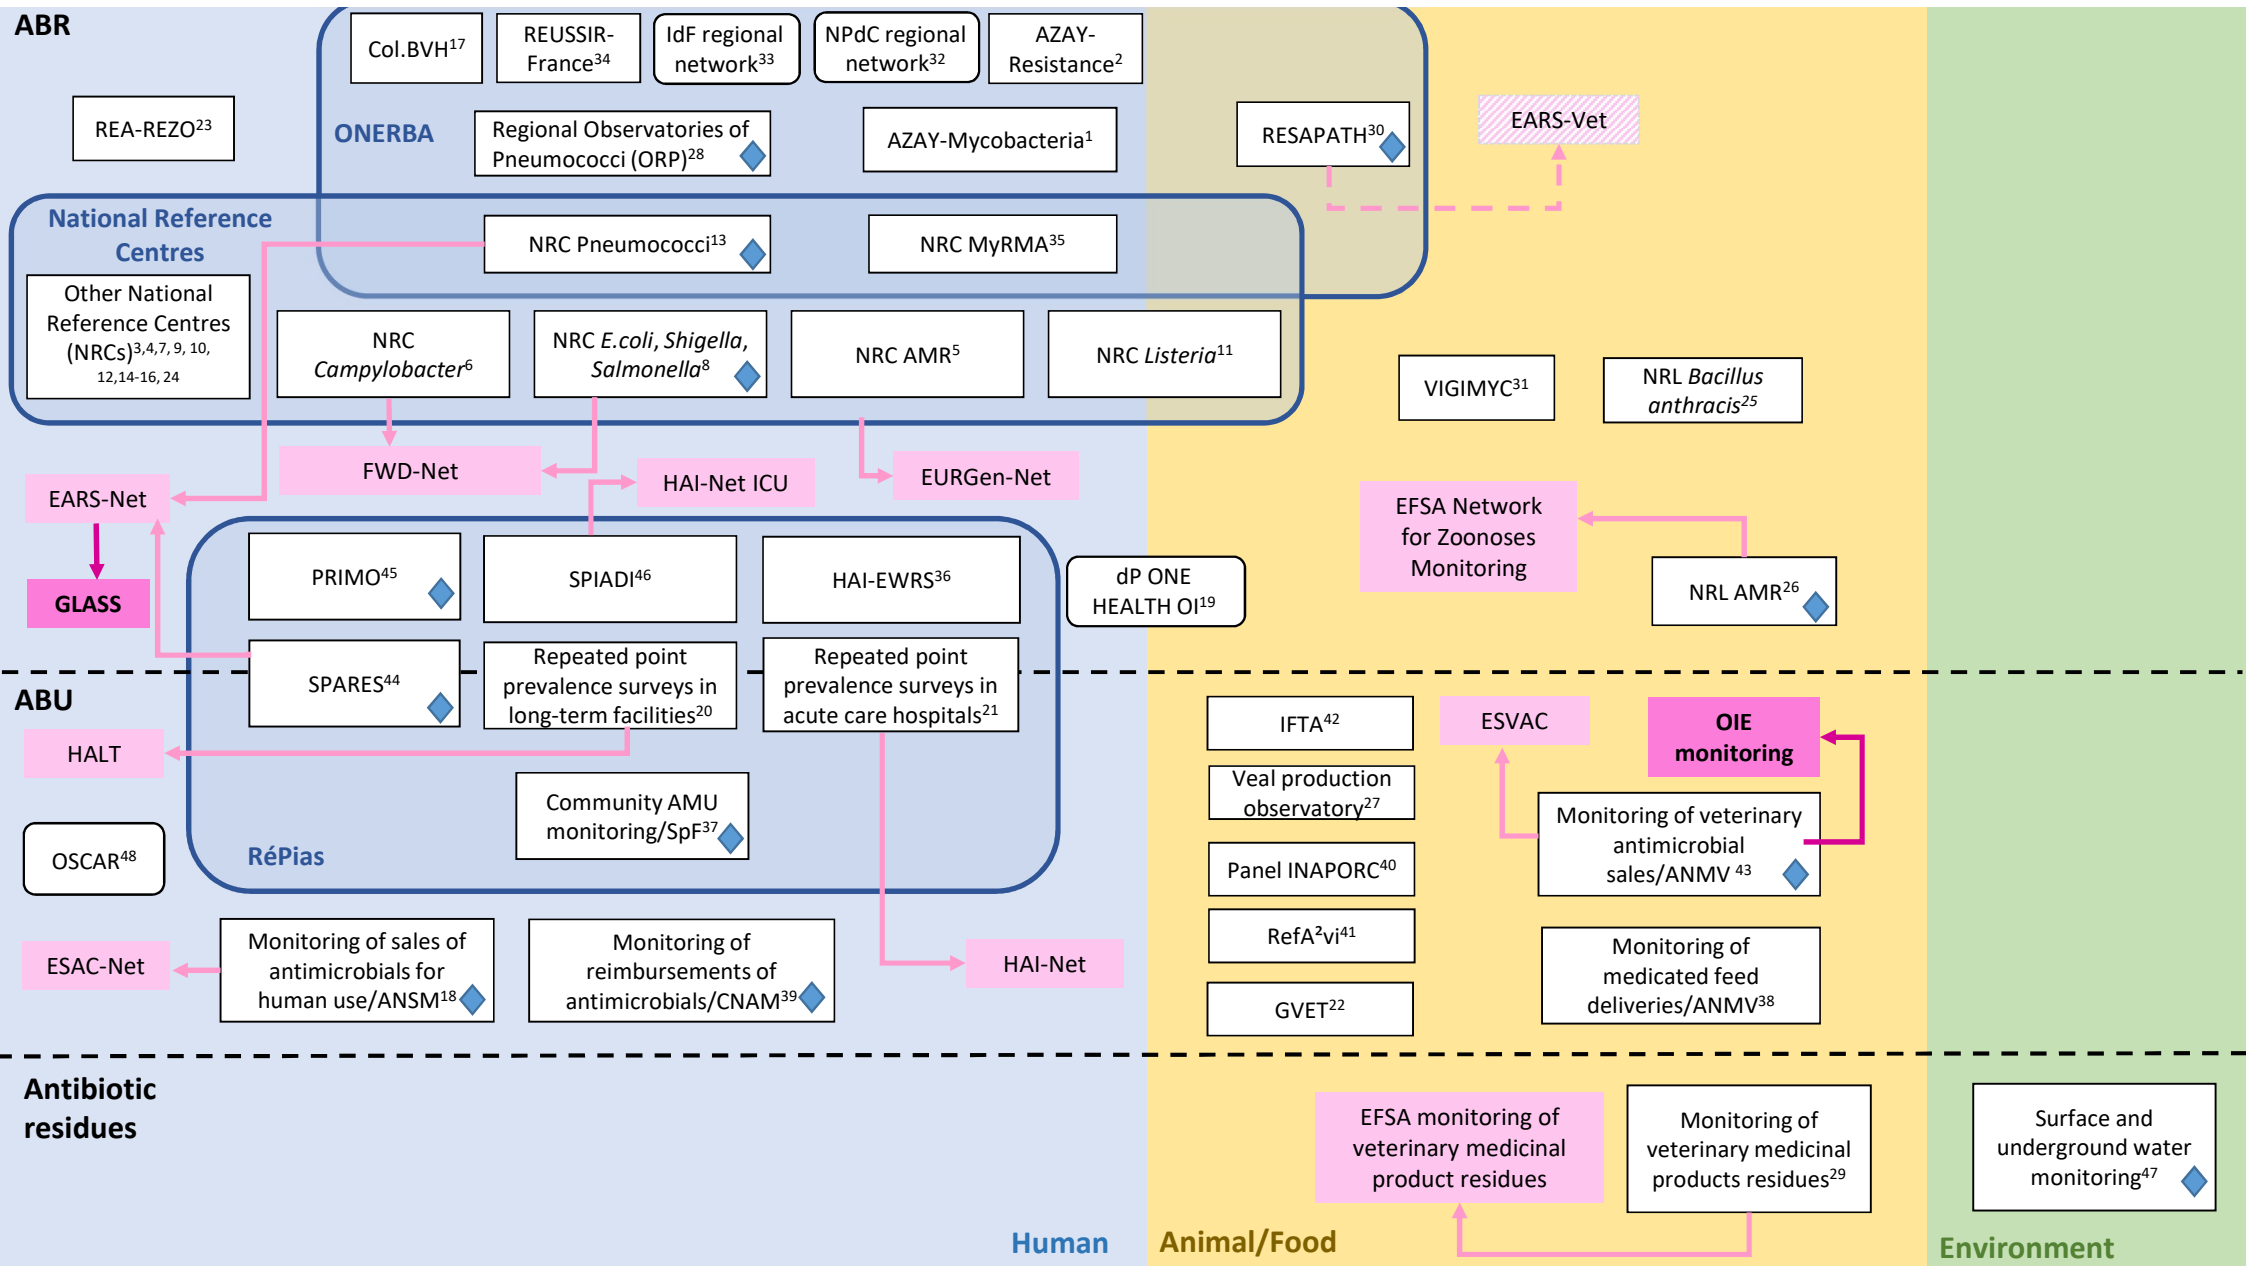 ABR
Col.BVH17
REUSSIR-
France34
IdF regional
network33
NPdC regional
network32
AZAY-
Resistance2
REA-REZO23
ONERBA
Regional Observatories of
Pneumococci (ORP)28
AZAY-Mycobacteria1
RESAPATH30
EARS-Vet
National Reference
Centres
NRC Pneumococci13
NRC MyRMA35
Other National
Reference Centres
(NRCs)3,4,7, 9, 10,
12,14-16, 24
NRC
Campylobacter6
NRC E.coli, Shigella,
Salmonella8
NRC AMR5
NRC Listeria11
VIGIMYC31
NRL Bacillus
anthracis25
FWD-Net
HAI-Net ICU
EURGen-Net
EARS-Net
EFSA Network
for Zoonoses
Monitoring
GLASS
PRIMO45
SPIADI46
HAI-EWRS36
dP ONE
HEALTH OI19
NRL AMR26
SPARES44
Repeated point
prevalence surveys in
long-term facilities20
Repeated point
prevalence surveys in
acute care hospitals21
ABU
HALT
IFTA42
ESVAC
OIE
monitoring
Veal production
observatory27
Community AMU
monitoring/SpF37
Monitoring of veterinary
antimicrobial
sales/ANMV 43
OSCAR48
RéPias
Panel INAPORC40
RefA²vi41
ESAC-Net
Monitoring of sales of
antimicrobials for
human use/ANSM18
Monitoring of
reimbursements of
antimicrobials/CNAM39
HAI-Net
Monitoring of
medicated feed
deliveries/ANMV38
GVET22
Antibiotic
residues
EFSA monitoring of
veterinary medicinal
product residues
Monitoring of
veterinary medicinal
products residues29
Surface and
underground water
monitoring47
Human
Animal/Food
Environment